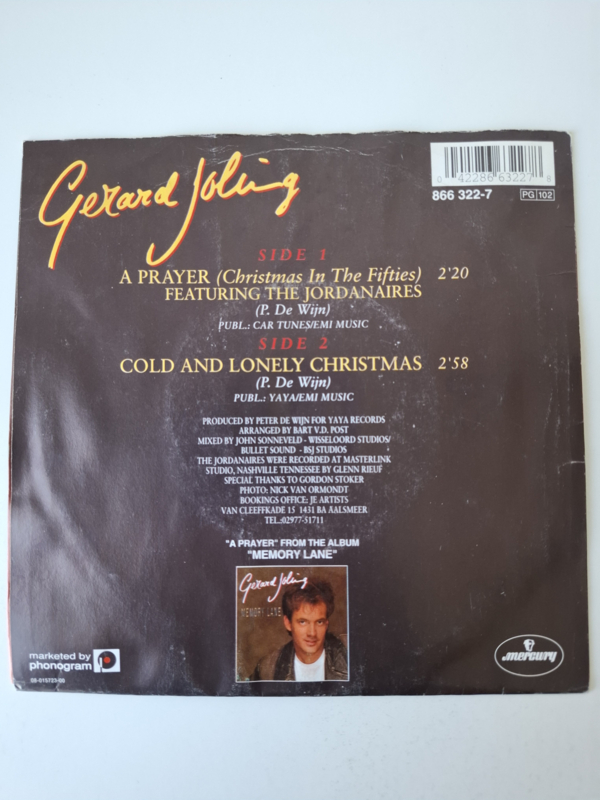 Gerard Joling
0 42286 63227 8
866 322-7 PG 102
SIDE 1
A PRAYER (Christmas In The Fifties) 2'20
FEATURING THE JORDANAIRES
(P. De Wijn)
PUBL.: CAR TUNES/EMI MUSIC
SIDE 2
COLD AND LONELY CHRISTMAS 2'58
(P. De Wijn)
PUBL.: YAYA/EMI MUSIC
PRODUCED BY PETER DE WIJN FOR YAYA RECORDS
ARRANGED BY BART V.D. POST
MIXED BY JOHN SONNEVELD - WISSELOORD STUDIOS/
BULLET SOUND - BSJ STUDIOS
THE JORDANAIRES WERE RECORDED AT MASTERLINK
STUDIO, NASHVILLE TENNESSEE BY GLENN RIEUF
SPECIAL THANKS TO GORDON STOKER
PHOTO: NICK VAN ORMONDT
BOOKINGS OFFICE: JE ARTISTS
VAN CLEEFFKADE 15 1431 BA AALSMEER
TEL.:02977-51711
"A PRAYER" FROM THE ALBUM
"MEMORY LANE"
Gerard Joling
MEMORY LANE
marketed by
phonogram
mercury